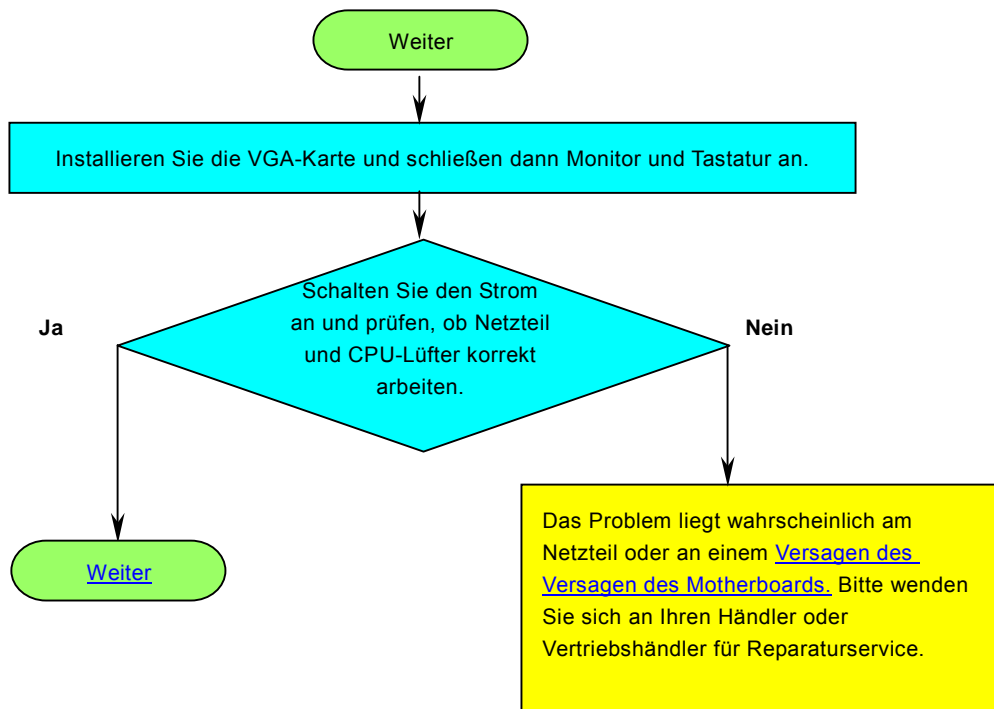 Weiter
Installieren Sie die VGA-Karte und schließen dann Monitor und Tastatur an.
Schalten Sie den Strom
an und prüfen, ob Netzteil
und CPU-Lüfter korrekt
arbeiten.
Ja
Nein
Weiter
Das Problem liegt wahrscheinlich am
Netzteil oder an einem Versagen des
Versagen des Motherboards. Bitte wenden
Sie sich an Ihren Händler oder
Vertriebshändler für Reparaturservice.